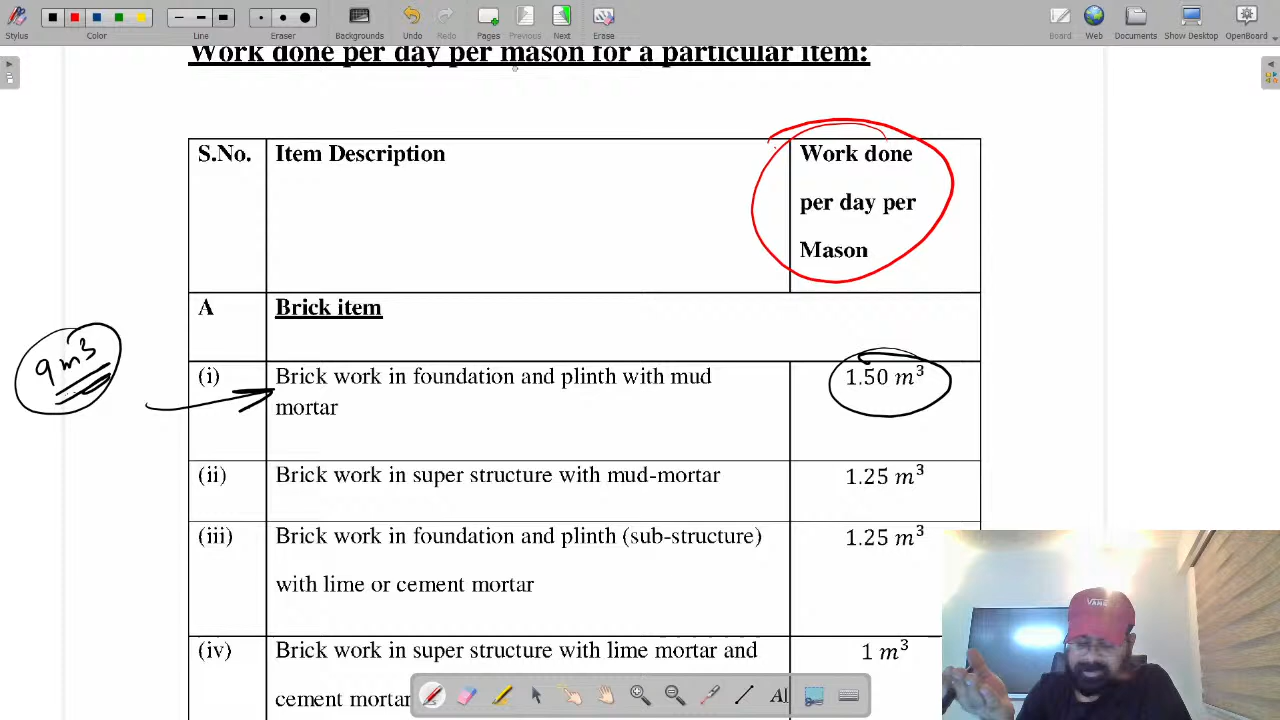 Stylus
Color
Line
Eraser
Backgrounds
Undo
Redo
Pages
Previous
Next
Erase
Board
Web
Documents
Show Desktop
OpenBoard
Work done per day per mason for a particular item:
S.No. Item Description Work done
per day per
Mason
A Brick item
9m3
(i) Brick work in foundation and plinth with mud 1.50 m³
mortar
(ii) Brick work in super structure with mud-mortar 1.25 m³
(iii) Brick work in foundation and plinth (sub-structure) 1.25 m³
with lime or cement mortar
(iv) Brick work in super structure with lime mortar and 1 m³
cement mortar
VANS